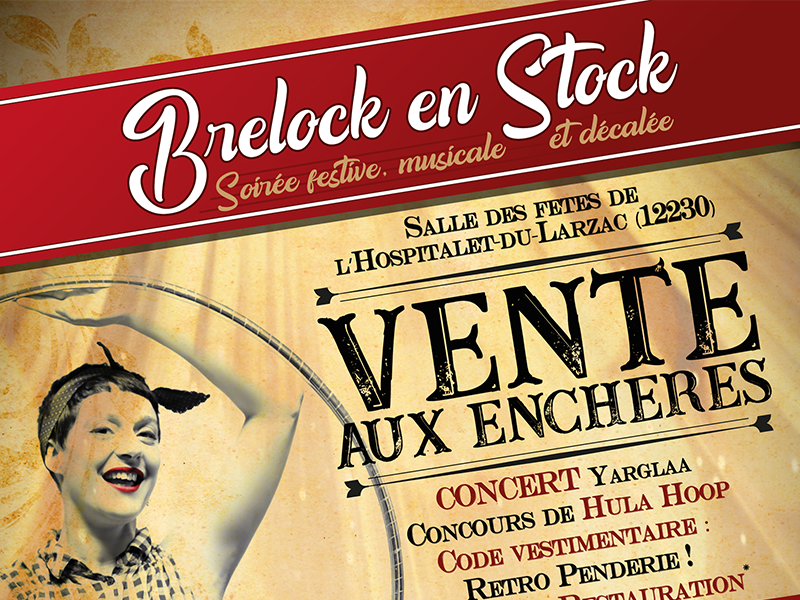 Brelock en Stock
Soirée festive, musicale et décalée
Salle des fetes de
l'Hospitalet-du-Larzac (12230)
VENTE
AUX ENCHERES
CONCERT Yarglaa
Concours de Hula Hoop
Code vestimentaire :
Retro Penderie !
Restauration*